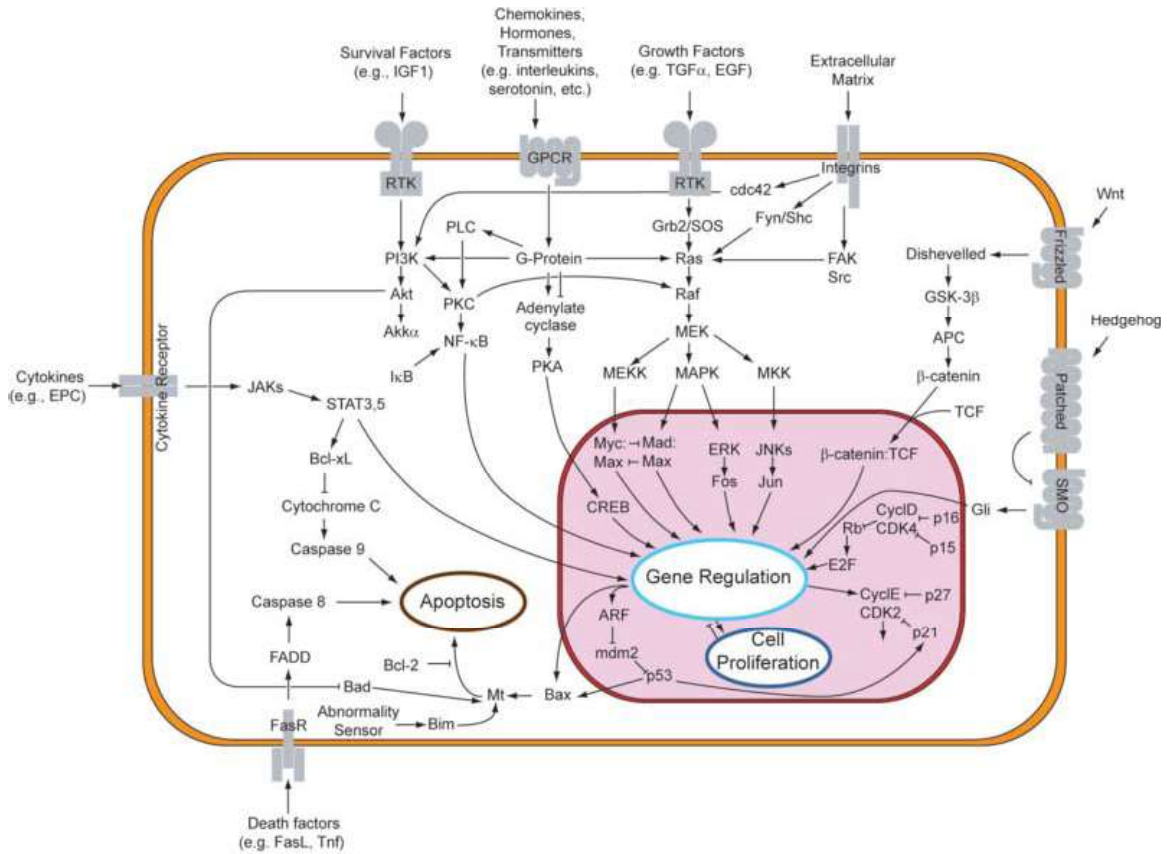 Chemokines,
Hormones,
Transmitters
(e.g. interleukins,
serotonin, etc.)
Survival Factors
(e.g., IGF1)
Growth Factors
(e.g. TGFα, EGF)
Extracellular
Matrix
GPCR
Integrins
RTK
RTK
cdc42
Wnt
Fyn/Shc
Grb2/SOS
PLC
Frizzled
PI3K
G-Protein
Ras
FAK
Src
Dishevelled
Akt
PKC
Raf
GSK-3β
Adenylate
cyclase
Hedgehog
Akkα
NF-κB
MEK
APC
PKA
IκB
MEKK
MAPK
MKK
β-catenin
Patched
Cytokines
(e.g., EPC)
Cytokine Receptor
JAKs
STAT3,5
TCF
Myc:
Max
Mad:
Max
ERK
JNKs
β-catenin:TCF
Bcl-xL
Fos
Jun
SMO
Cytochrome C
CREB
CyclD
CDK4
p16
Gli
Rb
p15
Caspase 9
E2F
Gene Regulation
Caspase 8
Apoptosis
ARF
CyclE
CDK2
p27
p21
Cell
Proliferation
mdm2
FADD
Bcl-2
p53
Bad
Mt
Bax
FasR
Abnormality
Sensor
Bim
Death factors
(e.g. FasL, Tnf)